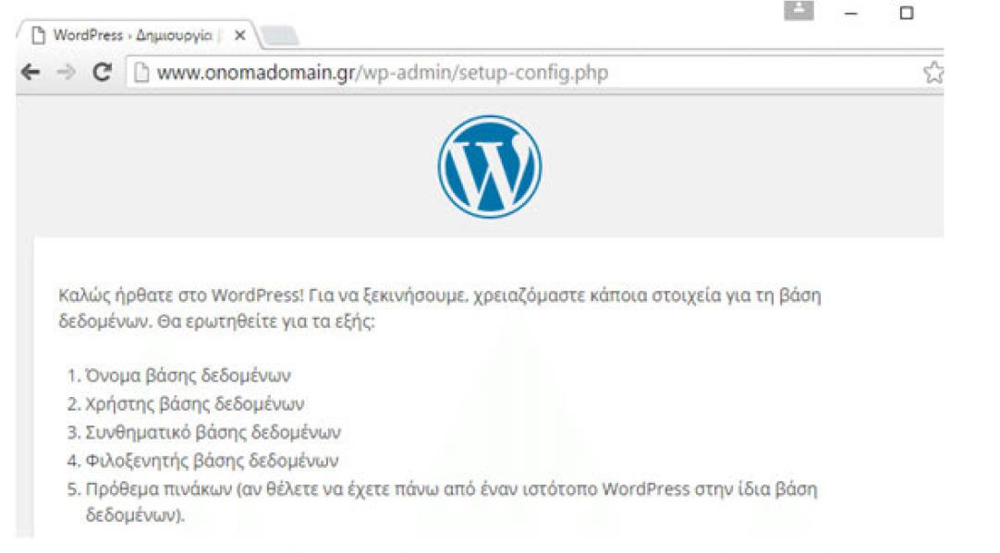 WordPress › Δημιουργία
www.onomadomain.gr/wp-admin/setup-config.php
Καλώς ήρθατε στο WordPress! Για να ξεκινήσουμε, χρειαζόμαστε κάποια στοιχεία για τη βάση
δεδομένων. Θα ερωτηθείτε για τα εξής:
1. Όνομα βάσης δεδομένων
2. Χρήστης βάσης δεδομένων
3. Συνθηματικό βάσης δεδομένων
4. Φιλοξενητής βάσης δεδομένων
5. Πρόθεμα πινάκων (αν θέλετε να έχετε πάνω από έναν ιστότοπο WordPress στην ίδια βάση
δεδομένων).